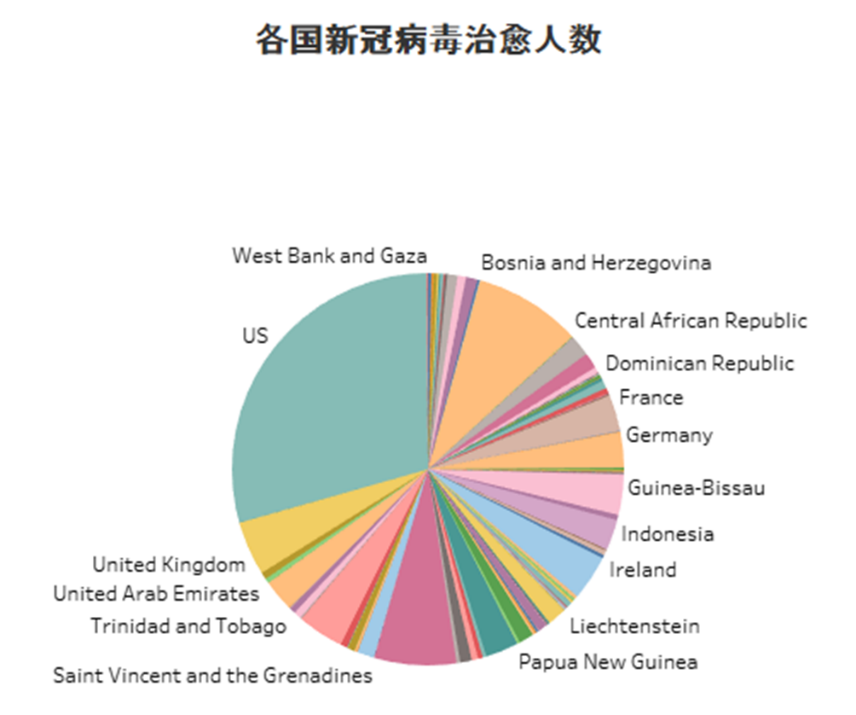 各国新冠病毒治愈人数
West Bank and Gaza
Bosnia and Herzegovina
US
Central African Republic
Dominican Republic
France
Germany
Guinea-Bissau
Indonesia
Ireland
United Kingdom
United Arab Emirates
Trinidad and Tobago
Liechtenstein
Papua New Guinea
Saint Vincent and the Grenadines